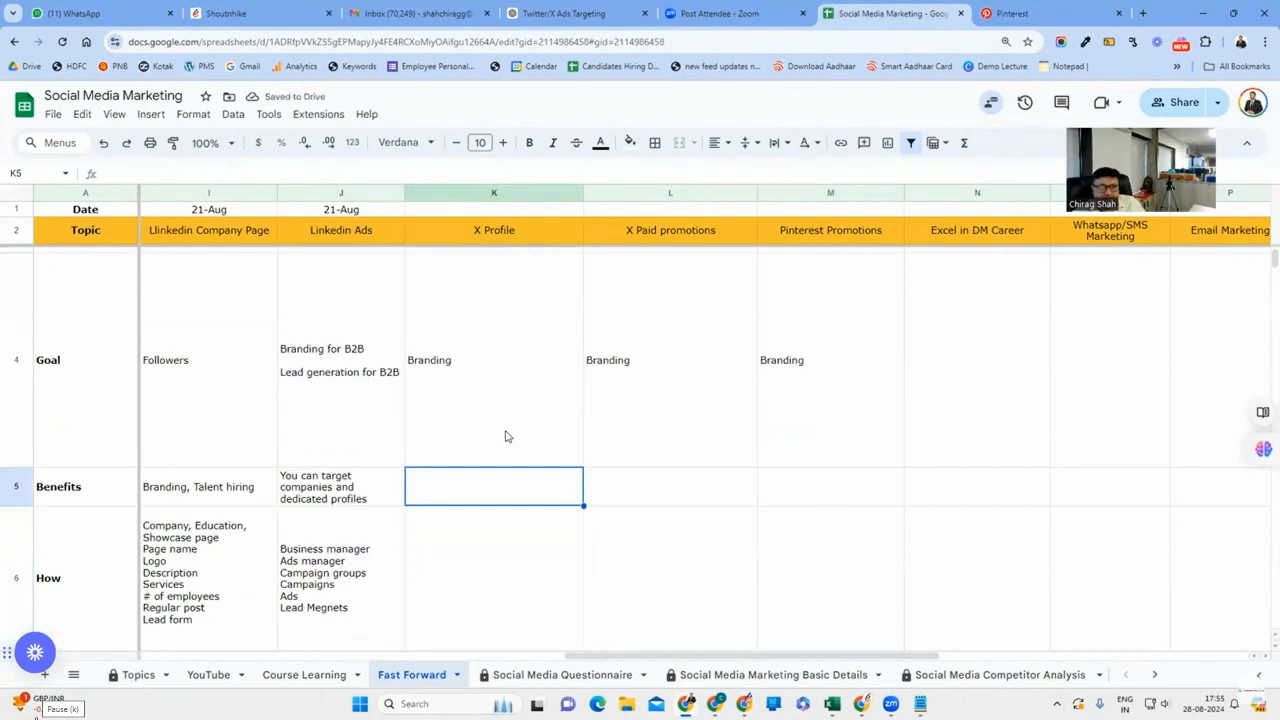 (11) WhatsApp
Shoutnhike
Inbox (70,249) - shahchiragg@
Twitter/X Ads Targeting
Post Attendee - Zoom
Social Media Marketing - Goog
Pinterest
docs.google.com/spreadsheets/d/1ADRfpVVkZ5SgEPMapyJy4FE4RCXoMiyOAifgu12664A/edit?gid=2114986458#gid=2114986458
NEW
Drive
HDFC
PNB
Kotak
PMS
Gmail
Analytics
Keywords
Employee Personal...
Calendar
Candidates Hiring D...
new feed updates n...
Download Aadhaar
Smart Aadhaar Card
Demo Lecture
Notepad |
All Bookmarks
Social Media Marketing
Saved to Drive
File Edit View Insert Format Data Tools Extensions Help
Share
Menus
100%
$ % .0 .00 123
Verdana
10
B I A
K5
fx
Chirag Shah
A I J K L M N P
1 Date 21-Aug 21-Aug
2 Topic Llinkedin Company Page Linkedin Ads X Profile X Paid promotions Pinterest Promotions Excel in DM Career Whatsapp/SMS Marketing Email Marketing
4 Goal
Followers
Branding for B2B
Lead generation for B2B
Branding
Branding
Branding
5 Benefits
Branding, Talent hiring
You can target
companies and
dedicated profiles
6 How
Company, Education,
Showcase page
Page name
Logo
Description
Services
# of employees
Regular post
Lead form
Business manager
Ads manager
Campaign groups
Campaigns
Ads
Lead Megnets
Topics
YouTube
Course Learning
Fast Forward
Social Media Questionnaire
Social Media Marketing Basic Details
Social Media Competitor Analysis
GBP/INR
Pause (k)
Search
ENG
IN
17:55
28-08-2024